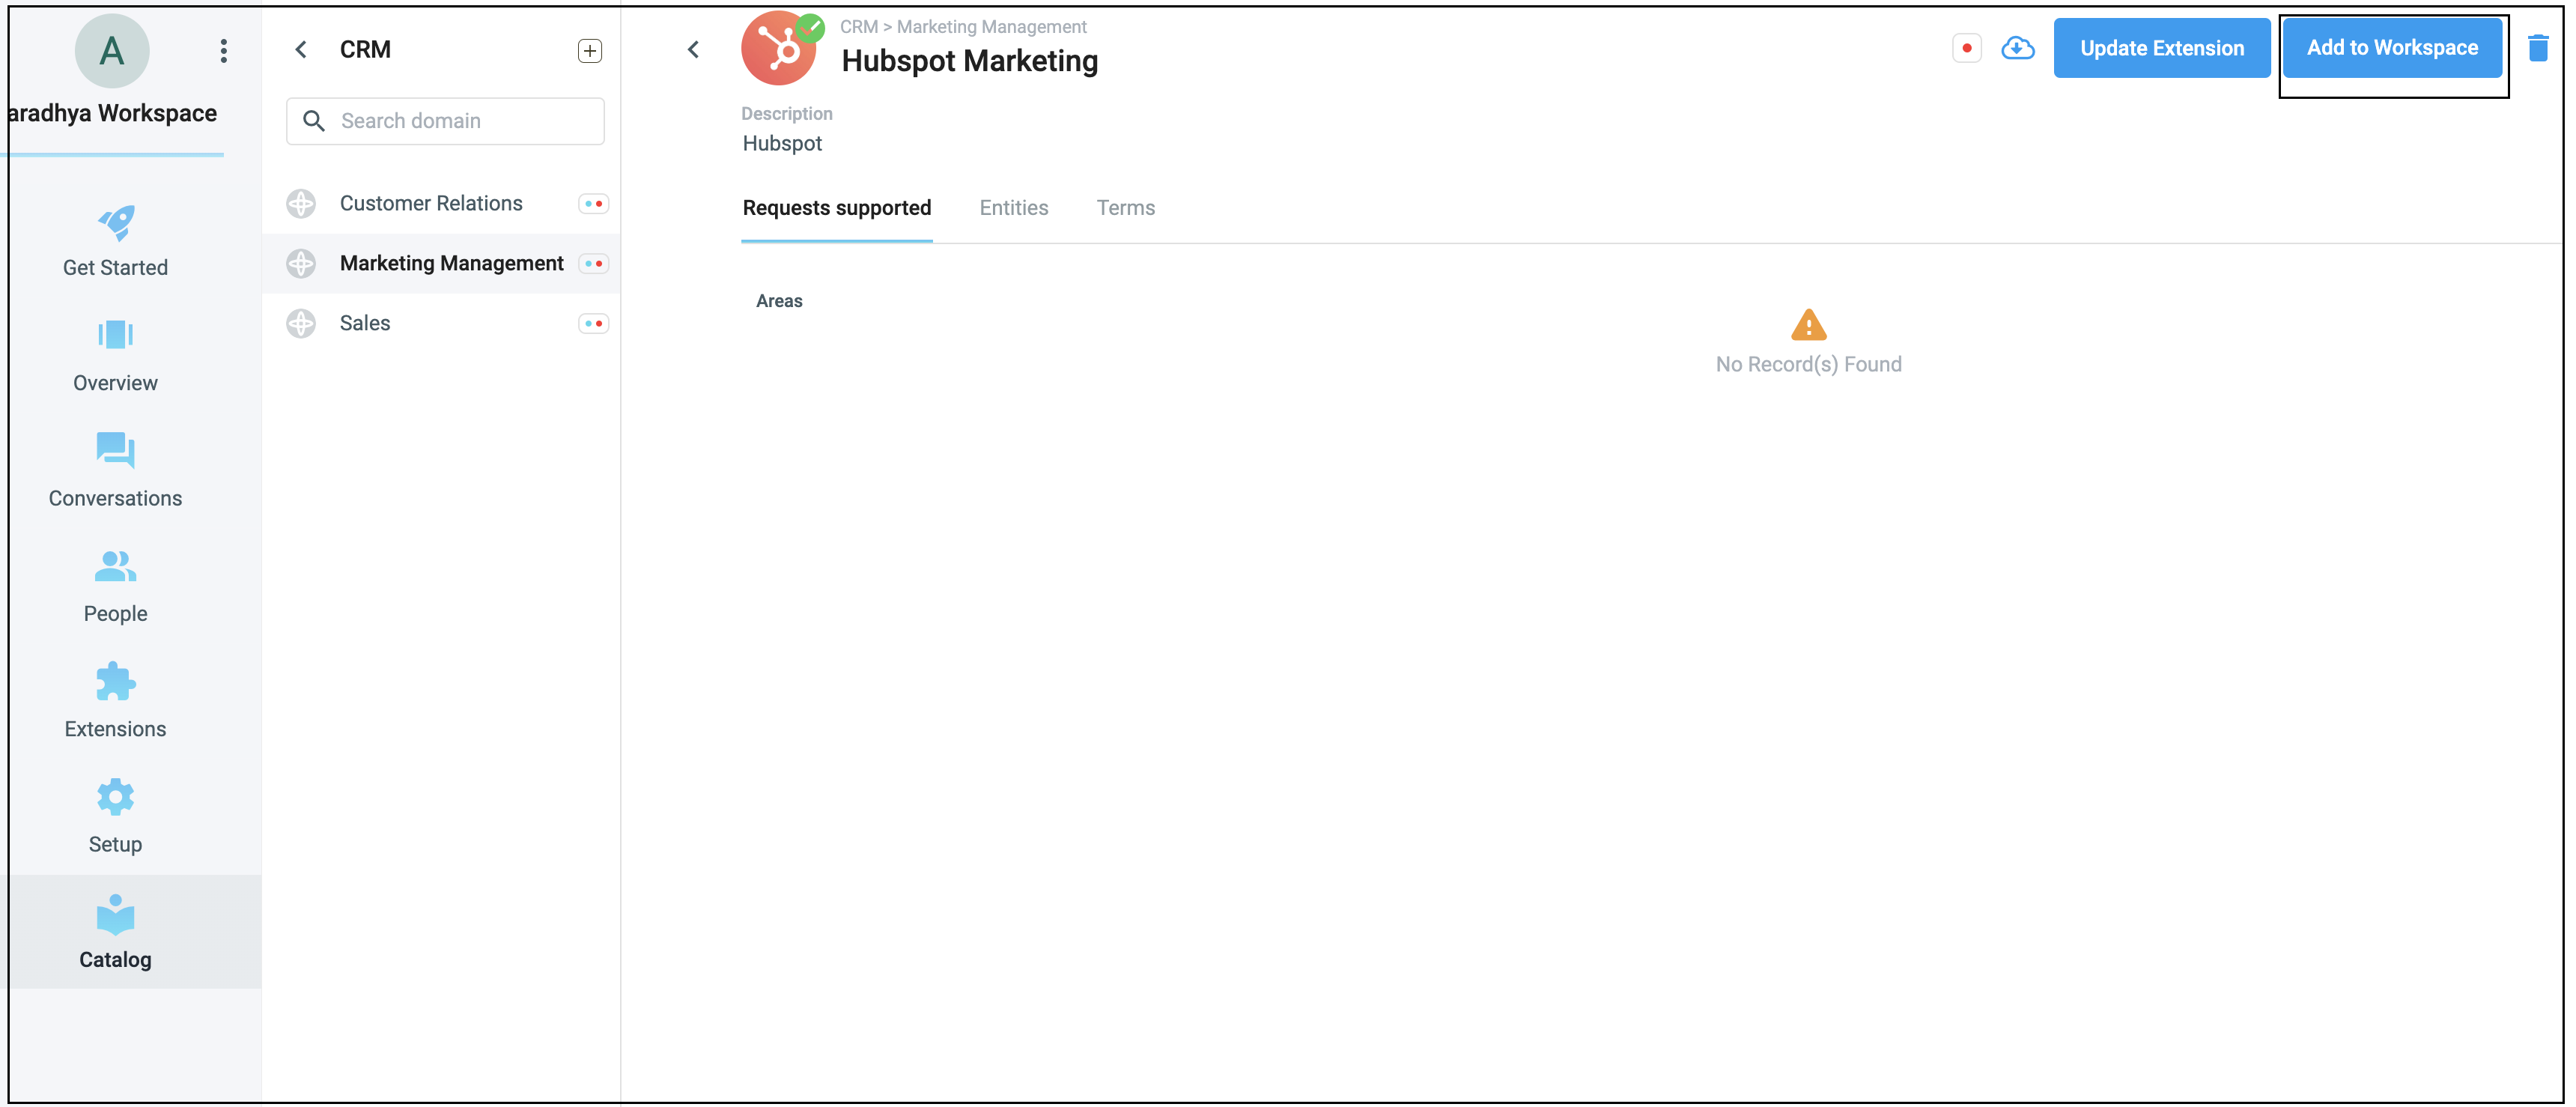 A
aradhya Workspace
Get Started
Overview
Conversations
People
Extensions
Setup
Catalog
CRM
Search domain
Customer Relations
Marketing Management
Sales
CRM > Marketing Management
Hubspot Marketing
Update Extension
Add to Workspace
Description
Hubspot
Requests supported Entities Terms
Areas
No Record(s) Found